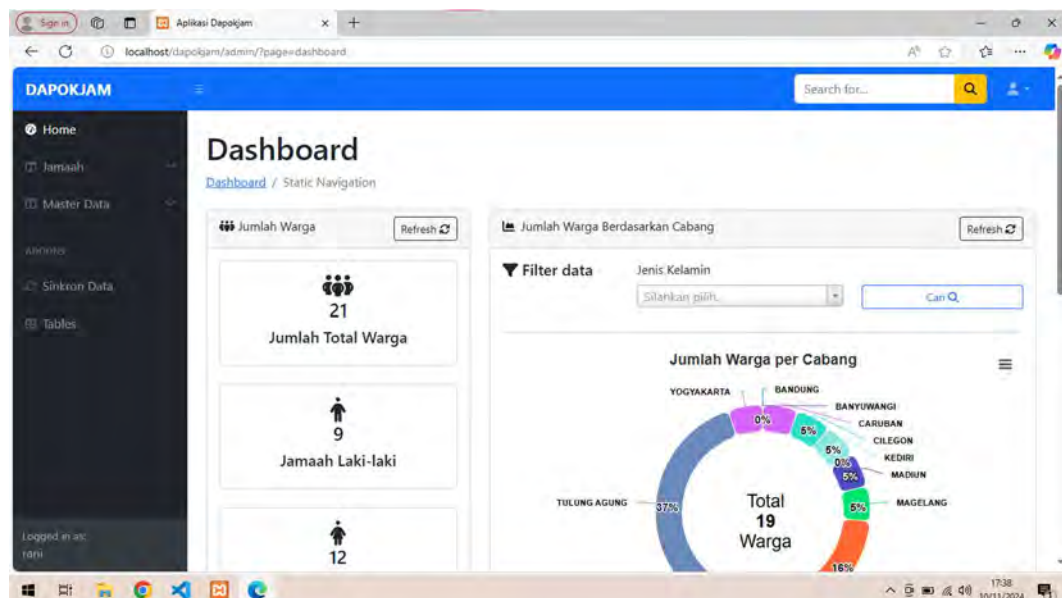 Sign in
Aplikasi Dapokjam
localhost/dapokjam/admin/?page=dashboard
DAPOKJAM
Search for...
Home
Jamaah
Master Data
ADDONS
Sinkron Data
Tables
Logged in as:
rani
Dashboard
Dashboard / Static Navigation
Jumlah Warga
Refresh
21
Jumlah Total Warga
9
Jamaah Laki-laki
12
Jumlah Warga Berdasarkan Cabang
Refresh
Filter data
Jenis Kelamin
Silahkan pilih..
Cari
Jumlah Warga per Cabang
YOGYAKARTA
BANDUNG
BANYUWANGI
CARUBAN
CILEGON
KEDIRI
MADIUN
MAGELANG
TULUNG AGUNG
0%
5%
5%
0%
5%
5%
37%
16%
Total
19
Warga
17:38
10/11/2024